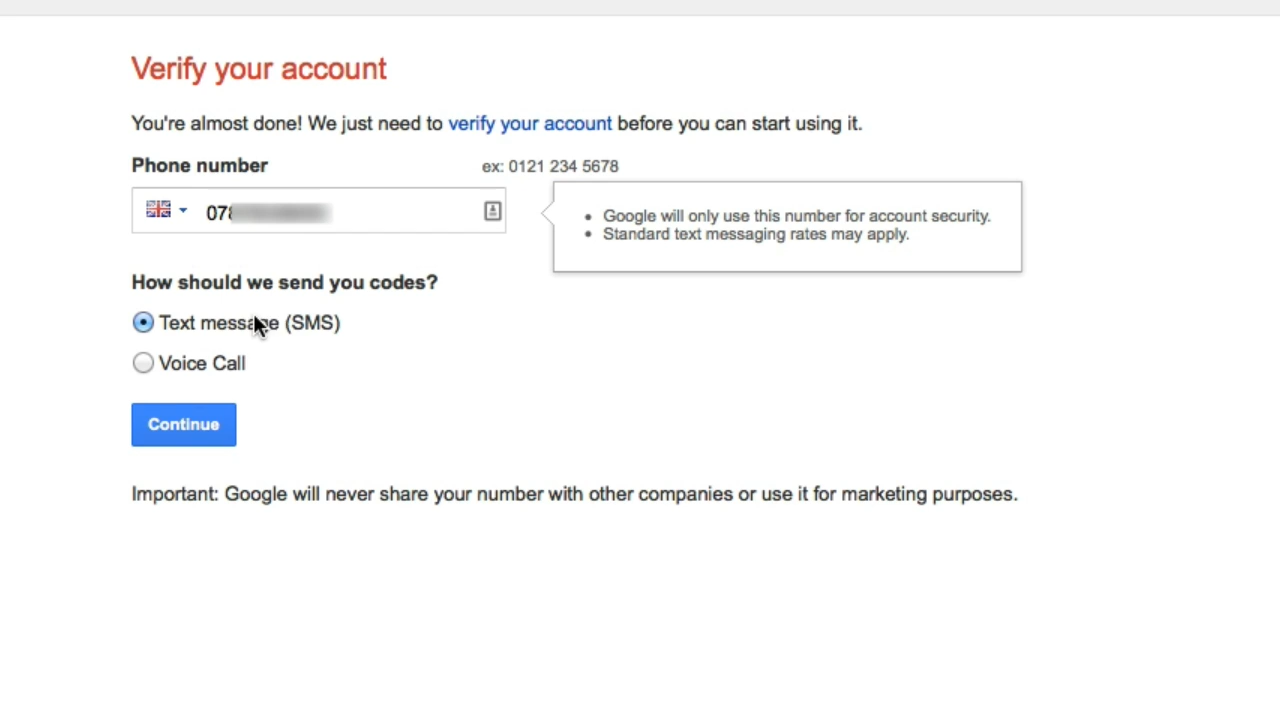 Verify your account
You're almost done! We just need to verify your account before you can start using it.
Phone number
ex: 0121 234 5678
078
Google will only use this number for account security.
Standard text messaging rates may apply.
How should we send you codes?
Text message (SMS)
Voice Call
Continue
Important: Google will never share your number with other companies or use it for marketing purposes.